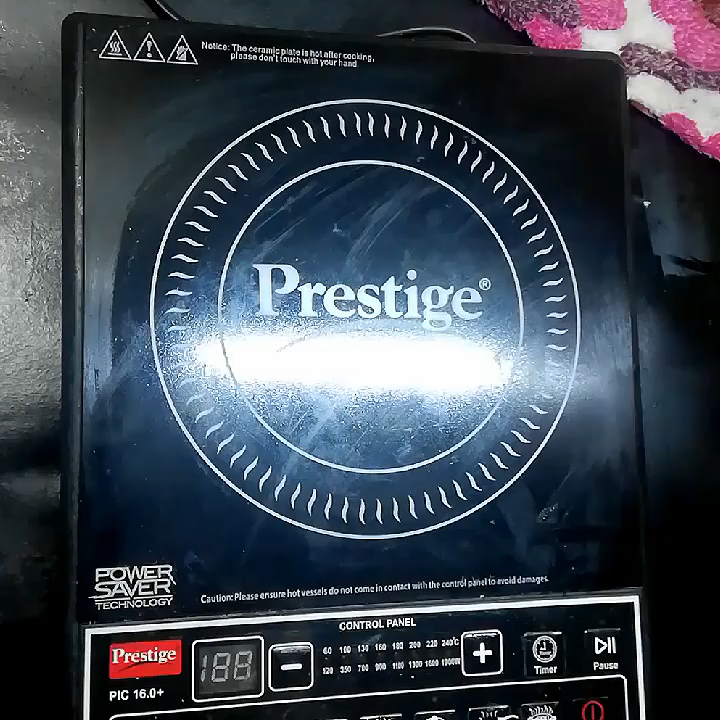 Notice: The ceramic plate is hot after cooking,
please don't touch with your hand.
Prestige®
POWER
SAVER
TECHNOLOGY
Caution: Please ensure hot vessels do not come in contact with the control panel to avoid damages.
CONTROL PANEL
Prestige
188
−
60 100 130 160 180 200 220 240°C
120 350 700 900 1100 1300 1600 1900W
+
Timer
Pause
PIC 16.0+